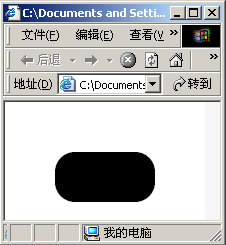 C:\Documents and Setti...
文件(F) 编辑(E) 查看(V) »
后退 »
地址(D) C:\Documents 转到
我的电脑